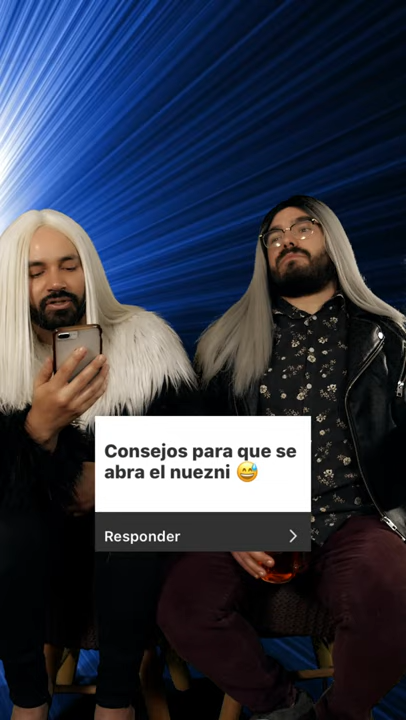 Consejos para que se
abra el nuezni 😅
Responder